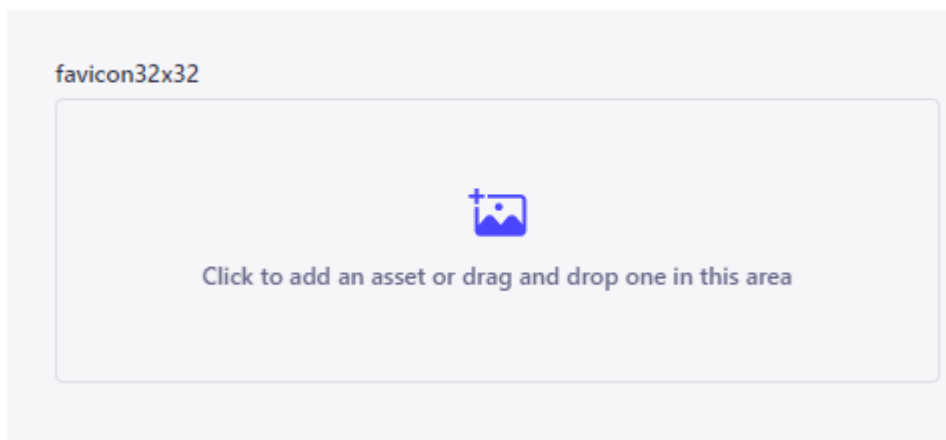 favicon32x32
Click to add an asset or drag and drop one in this area